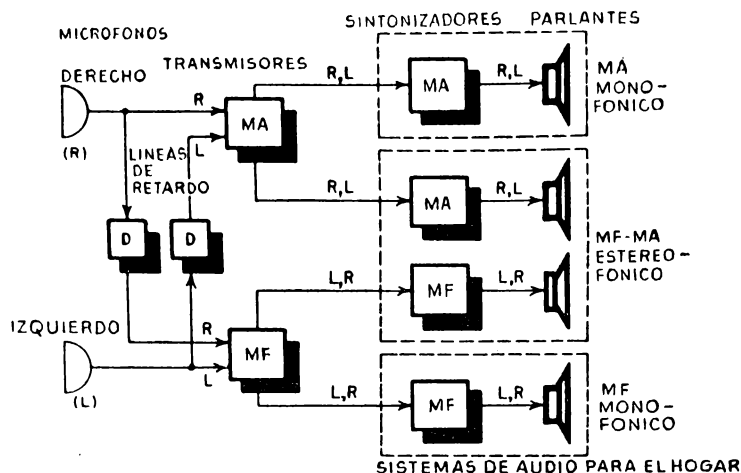 SINTONIZADORES PARLANTES
MICROFONOS
DERECHO
TRANSMISORES
(R)
R
MA
L
LINEAS
DE
RETARDO
D
D
R,L
MA
R,L
MÁ
MONO-
FONICO
R,L
MA
R,L
MF-MA
ESTEREO-
FONICO
L,R
MF
L,R
IZQUIERDO
(L)
R
MF
L
L,R
MF
L,R
MF
MONO-
FONICO
SISTEMAS DE AUDIO PARA EL HOGAR